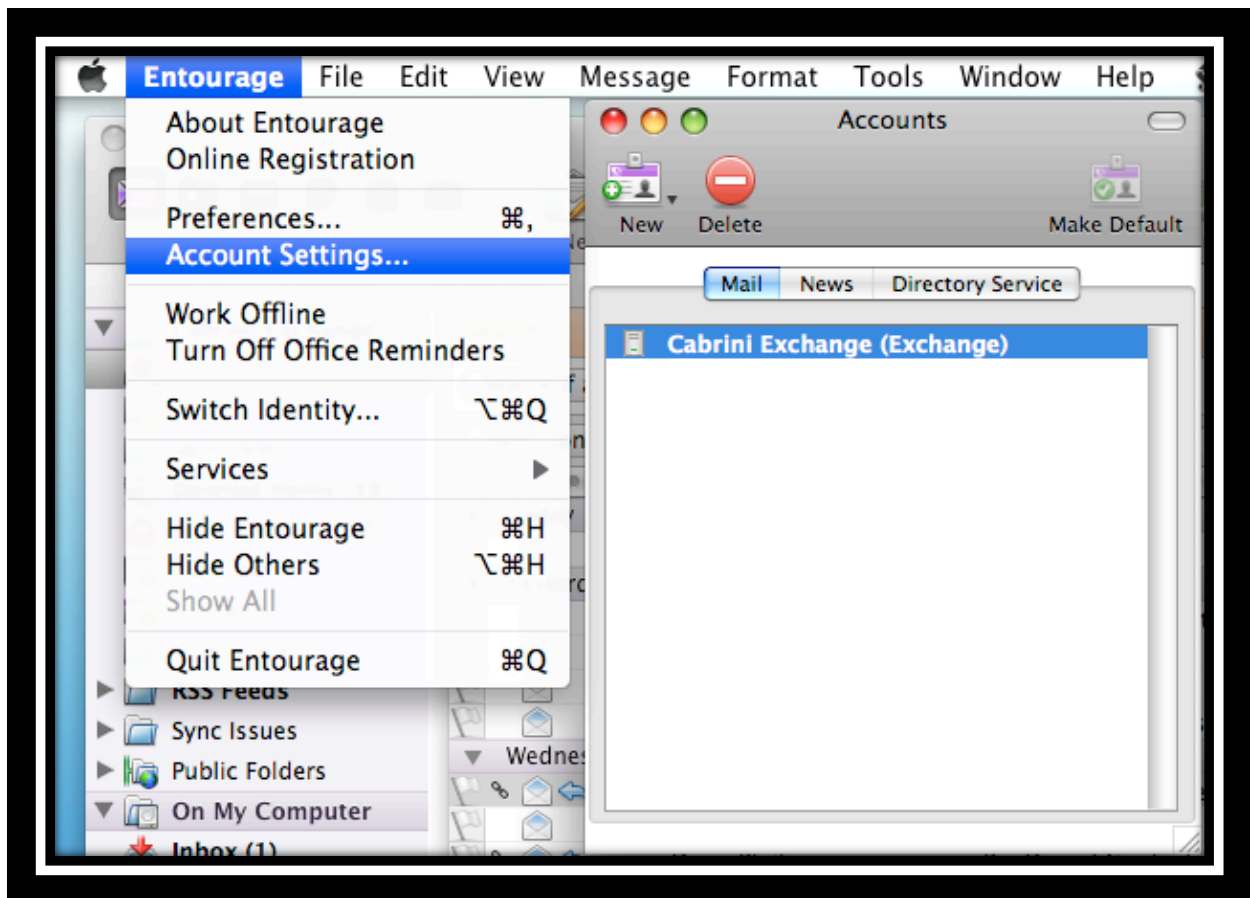 Entourage File Edit View Message Format Tools Window Help
About Entourage
Online Registration
Preferences... ⌘,
Account Settings...
Work Offline
Turn Off Office Reminders
Switch Identity... ⌥⌘Q
Services
Hide Entourage ⌘H
Hide Others ⌥⌘H
Show All
Quit Entourage ⌘Q
RSS Feeds
Sync Issues
Public Folders
On My Computer
Inbox (1)
Accounts
New Delete Make Default
Mail News Directory Service
Cabrini Exchange (Exchange)